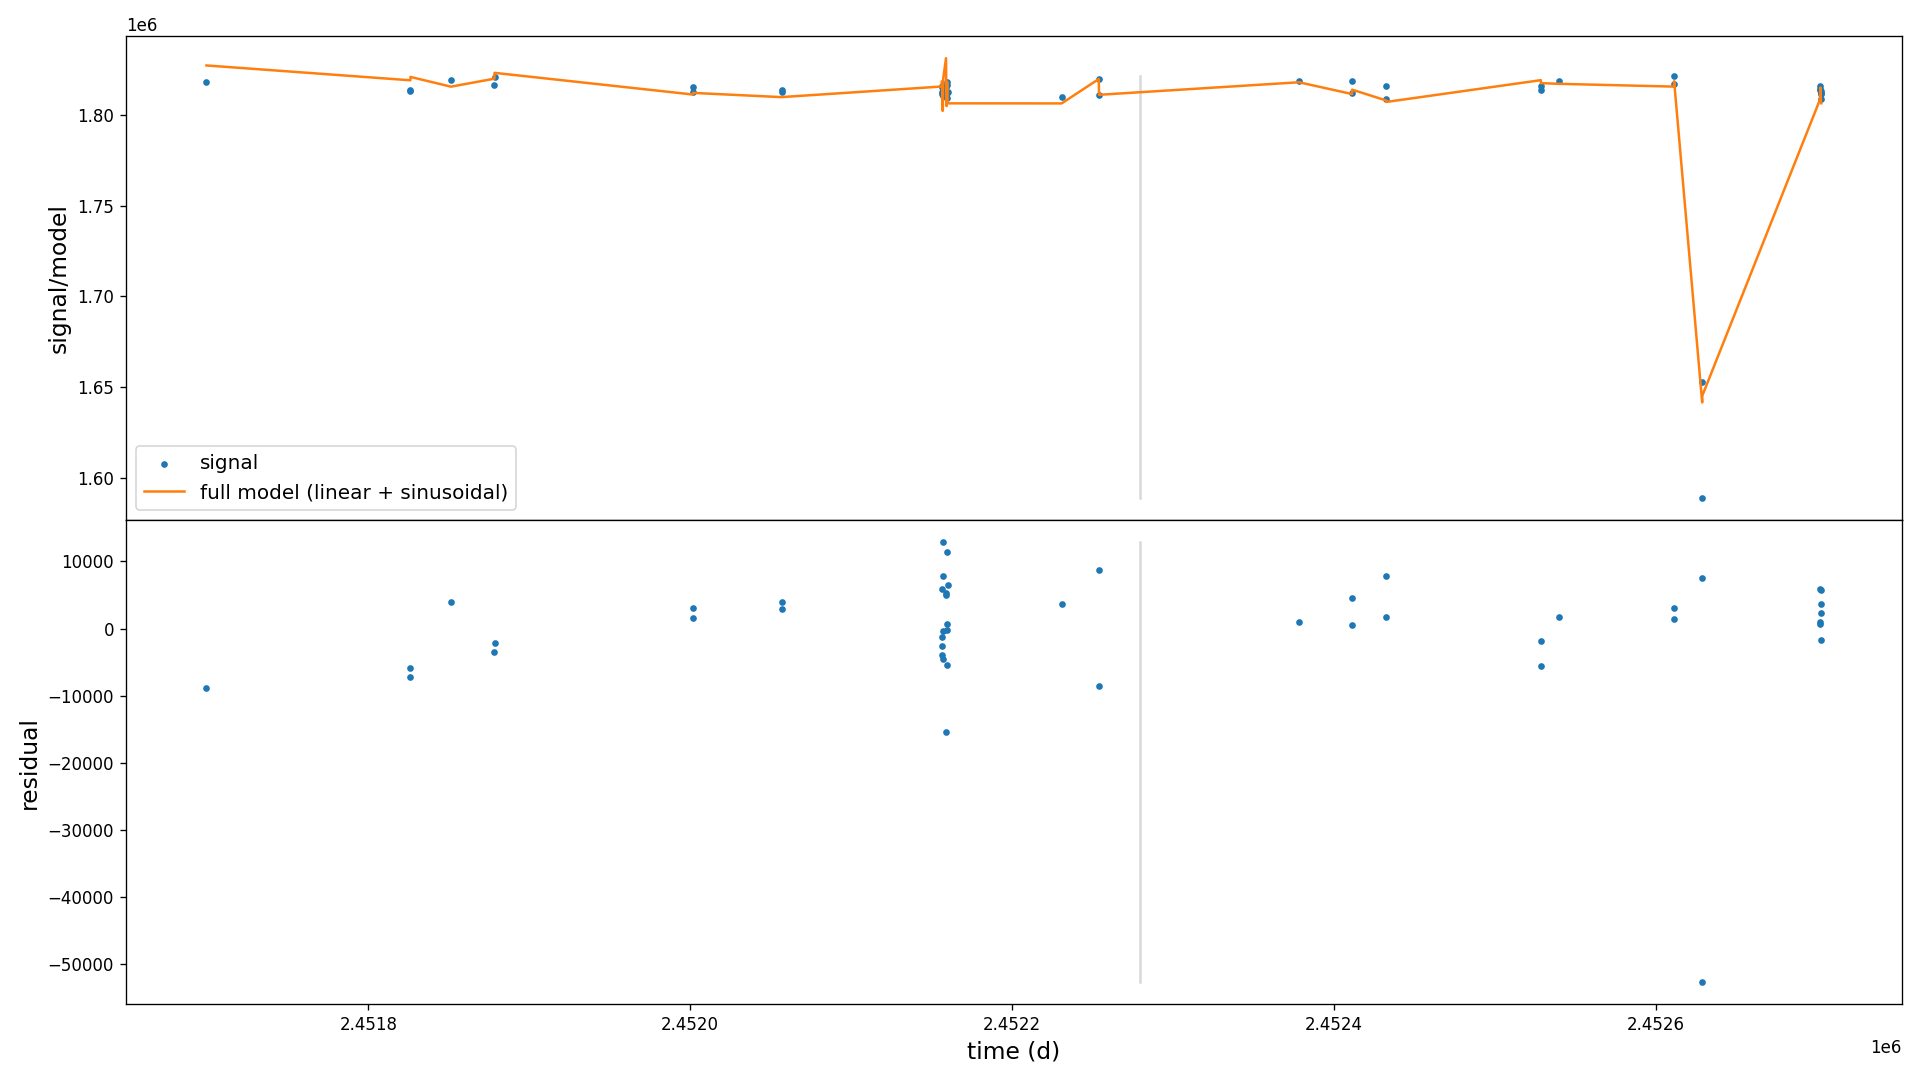 1e6
signal/model
1.80
1.75
1.70
1.65
1.60
signal
full model (linear + sinusoidal)
residual
10000
0
−10000
−20000
−30000
−40000
−50000
2.4518
2.4520
2.4522
2.4524
2.4526
time (d)
1e6